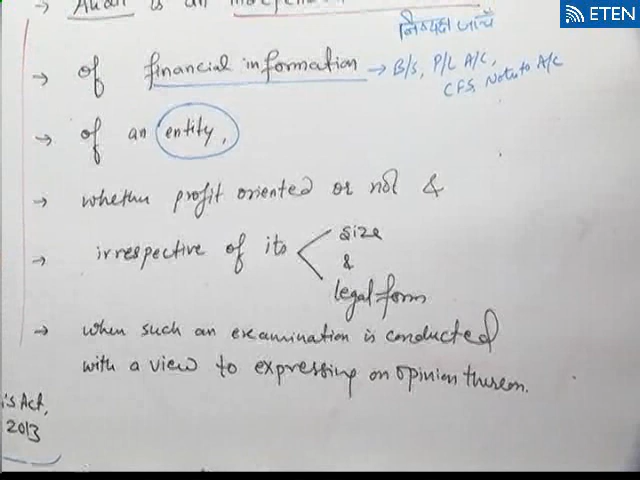 ETEN
→ Audit is an independent
निष्पक्ष जाँच
→ of financial information → B/S, P/L A/C,
CFS, Notes to A/C
→ of an entity,
→ whether profit oriented or not &
→ irrespective of its size
&
legal form
→ when such an examination is conducted
with a view to expressing an opinion thereon.
's Act,
2013